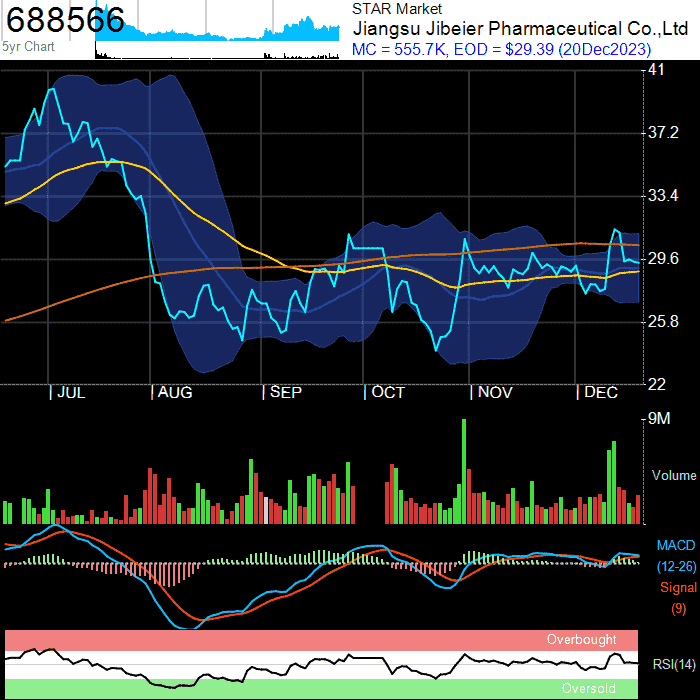 688566
5yr Chart
STAR Market
Jiangsu Jibeier Pharmaceutical Co.,Ltd
MC = 555.7K, EOD = $29.39 (20Dec2023)
41
37.2
33.4
29.6
25.8
22
| JUL | AUG | SEP | OCT | NOV | DEC
9M
Volume
MACD
(12-26)
Signal
(9)
Overbought
RSI(14)
Oversold